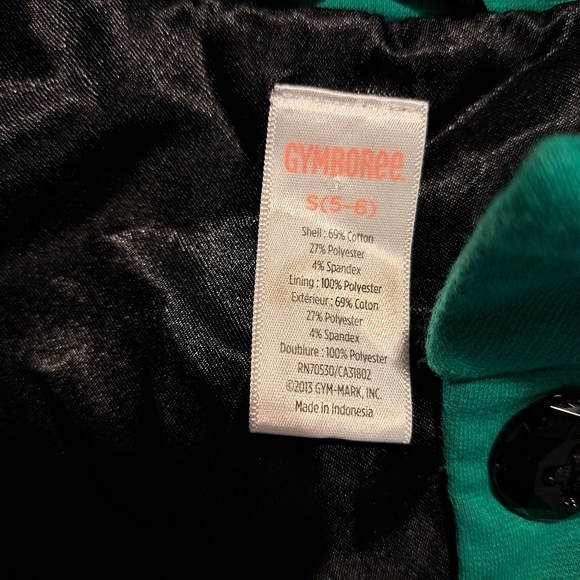 GYMBOREE
S(5-6)
Shell : 69% Cotton
27% Polyester
4% Spandex
Lining : 100% Polyester
Extérieur : 69% Coton
27% Polyester
4% Spandex
Doublure : 100% Polyester
RN70530/CA31802
©2013 GYM-MARK, INC.
Made in Indonesia